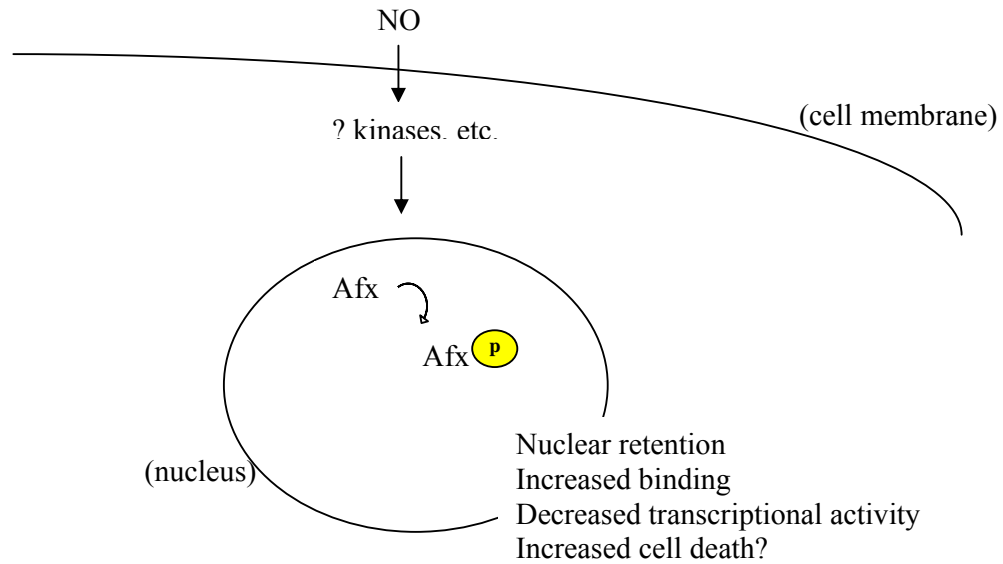 NO
(cell membrane)
? kinases, etc.
Afx
Afx p
(nucleus)
Nuclear retention
Increased binding
Decreased transcriptional activity
Increased cell death?